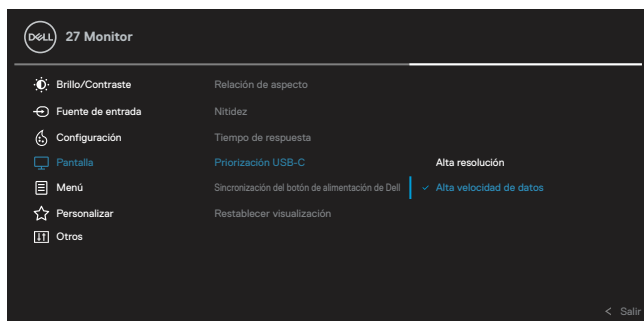 DELL 27 Monitor
Brillo/Contraste Relación de aspecto
Fuente de entrada Nitidez
Configuración Tiempo de respuesta
Pantalla Priorización USB-C Alta resolución
Menú Sincronización del botón de alimentación de Dell Alta velocidad de datos
Personalizar Restablecer visualización
Otros
< Salir